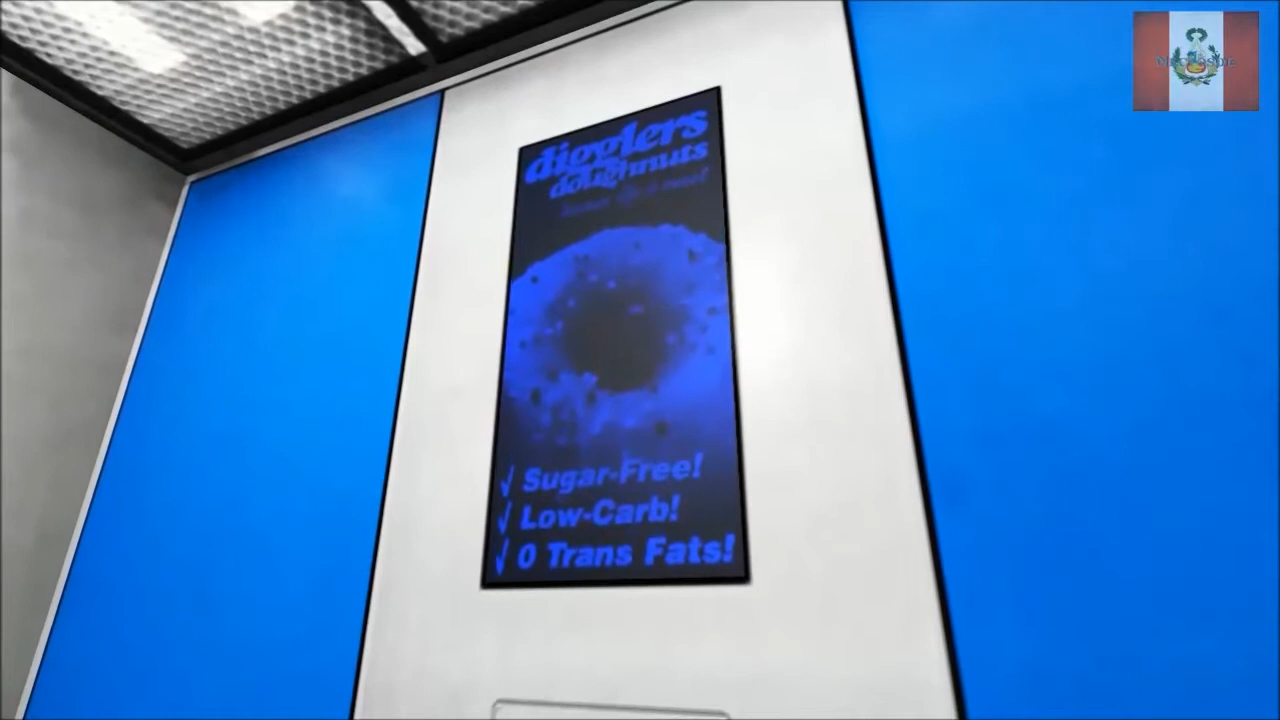 digglers
doughnuts
√ Sugar-Free!
√ Low-Carb!
√ 0 Trans Fats!